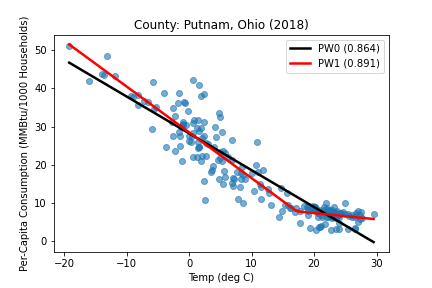 County: Putnam, Ohio (2018)
PW0 (0.864)
PW1 (0.891)
Per-Capita Consumption (MMBtu/1000 Households)
50
40
30
20
10
0
−20 −10 0 10 20 30
Temp (deg C)